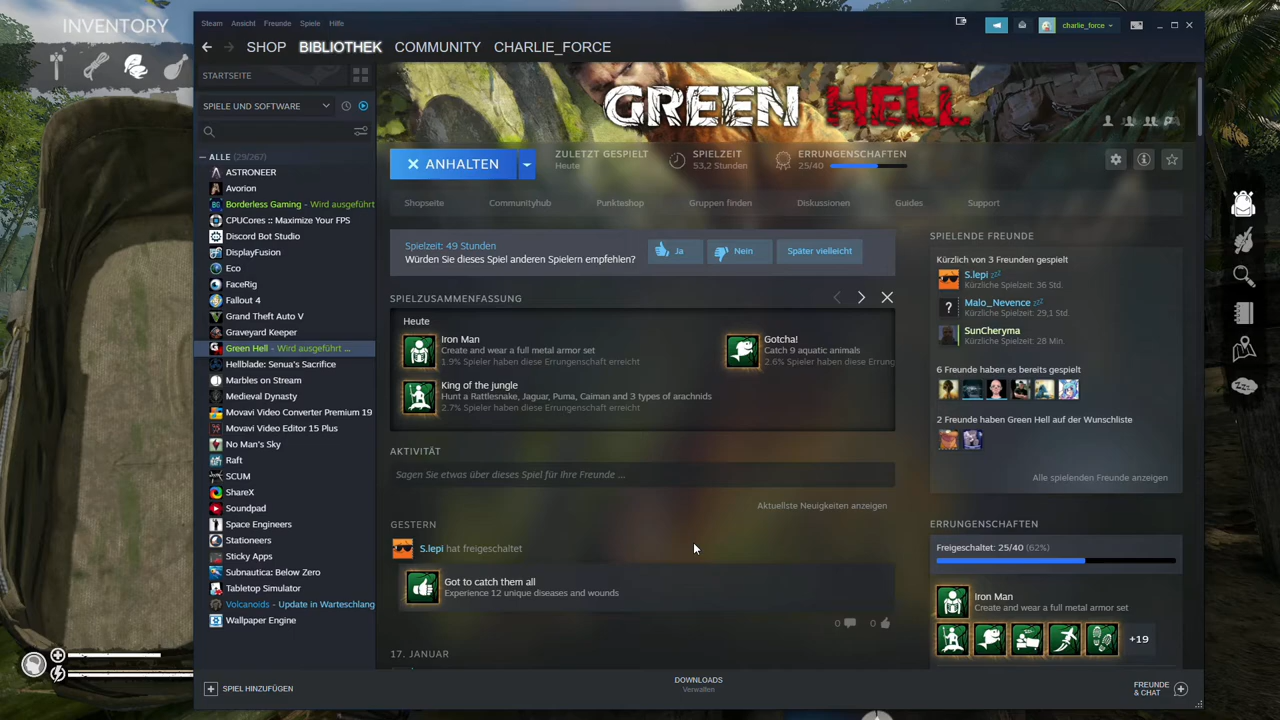 INVENTORY
Steam Ansicht Freunde Spiele Hilfe
charlie_force
SHOP BIBLIOTHEK COMMUNITY CHARLIE_FORCE
STARTSEITE
SPIELE UND SOFTWARE
ALLE (29/267)
ASTRONEER
Avorion
Borderless Gaming - Wird ausgeführt
CPUCores :: Maximize Your FPS
Discord Bot Studio
DisplayFusion
Eco
FaceRig
Fallout 4
Grand Theft Auto V
Graveyard Keeper
Green Hell - Wird ausgeführt ...
Hellblade: Senua's Sacrifice
Marbles on Stream
Medieval Dynasty
Movavi Video Converter Premium 19
Movavi Video Editor 15 Plus
No Man's Sky
Raft
SCUM
ShareX
Soundpad
Space Engineers
Stationeers
Sticky Apps
Subnautica: Below Zero
Tabletop Simulator
Volcanoids - Update in Warteschlang
Wallpaper Engine
SPIEL HINZUFÜGEN
GREEN HELL
ANHALTEN
ZULETZT GESPIELT
Heute
SPIELZEIT
53,2 Stunden
ERRUNGENSCHAFTEN
25/40
Shopseite Communityhub Punkteshop Gruppen finden Diskussionen Guides Support
Spielzeit: 49 Stunden
Würden Sie dieses Spiel anderen Spielern empfehlen?
Ja Nein Später vielleicht
SPIELZUSAMMENFASSUNG
Heute
Iron Man
Create and wear a full metal armor set
1.9% Spieler haben diese Errungenschaft erreicht
Gotcha!
Catch 9 aquatic animals
2.6% Spieler haben diese Errung
King of the jungle
Hunt a Rattlesnake, Jaguar, Puma, Caiman and 3 types of arachnids
2.7% Spieler haben diese Errungenschaft erreicht
AKTIVITÄT
Sagen Sie etwas über dieses Spiel für Ihre Freunde ...
Aktuellste Neuigkeiten anzeigen
GESTERN
S.lepi hat freigeschaltet
Got to catch them all
Experience 12 unique diseases and wounds
0 0
17. JANUAR
SPIELENDE FREUNDE
Kürzlich von 3 Freunden gespielt
S.lepi zzz
Kürzliche Spielzeit: 36 Std.
Malo_Nevence zzz
Kürzliche Spielzeit: 29,1 Std.
SunCheryma
Kürzliche Spielzeit: 28 Min.
6 Freunde haben es bereits gespielt
2 Freunde haben Green Hell auf der Wunschliste
Alle spielenden Freunde anzeigen
ERRUNGENSCHAFTEN
Freigeschaltet: 25/40 (62%)
Iron Man
Create and wear a full metal armor set
+19
DOWNLOADS
Verwalten
FREUNDE
& CHAT